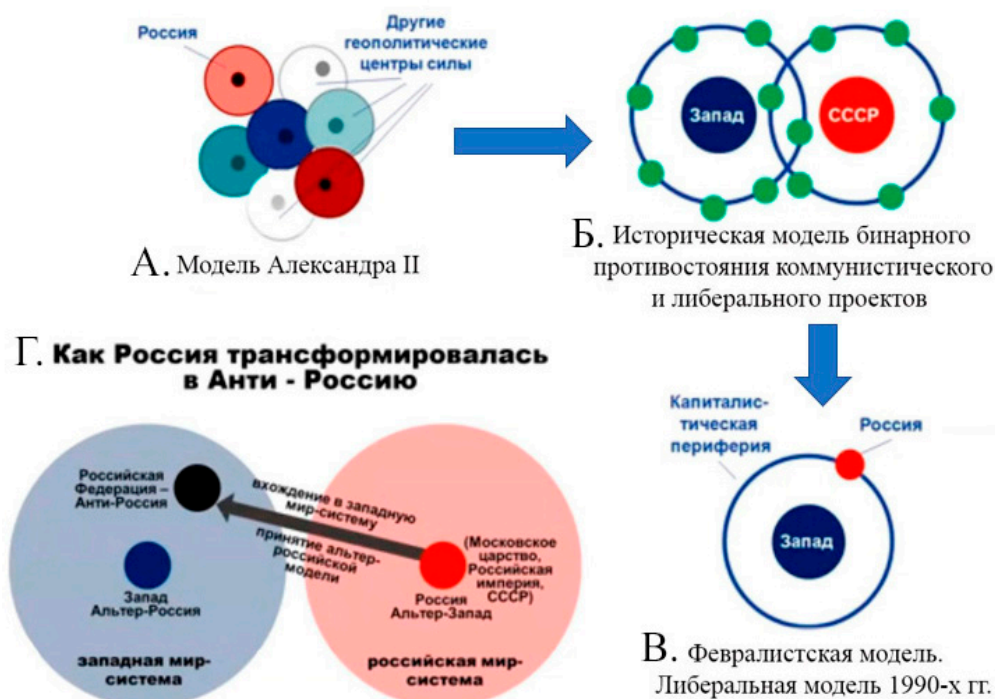 Россия
Другие
геополитические
центры силы
А. Модель Александра II
Запад
СССР
Б. Историческая модель бинарного
противостояния коммунистического
и либерального проектов
Г. Как Россия трансформировалась
в Анти - Россию
Российская
Федерация –
Анти-Россия
вхождение в западную
мир-систему
принятие альтер-
российской
модели
(Московское
царство,
Российская
империя,
СССР)
Запад
Альтер-Россия
Россия
Альтер-Запад
западная мир-
система
российская мир-
система
Капиталис-
тическая
периферия
Россия
Запад
В. Февралистская модель.
Либеральная модель 1990-х гг.